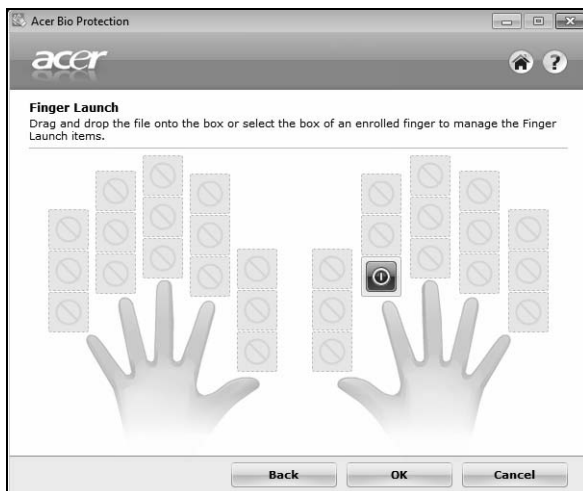 Acer Bio Protection
acer
?
Finger Launch
Drag and drop the file onto the box or select the box of an enrolled finger to manage the Finger
Launch items.
Back OK Cancel